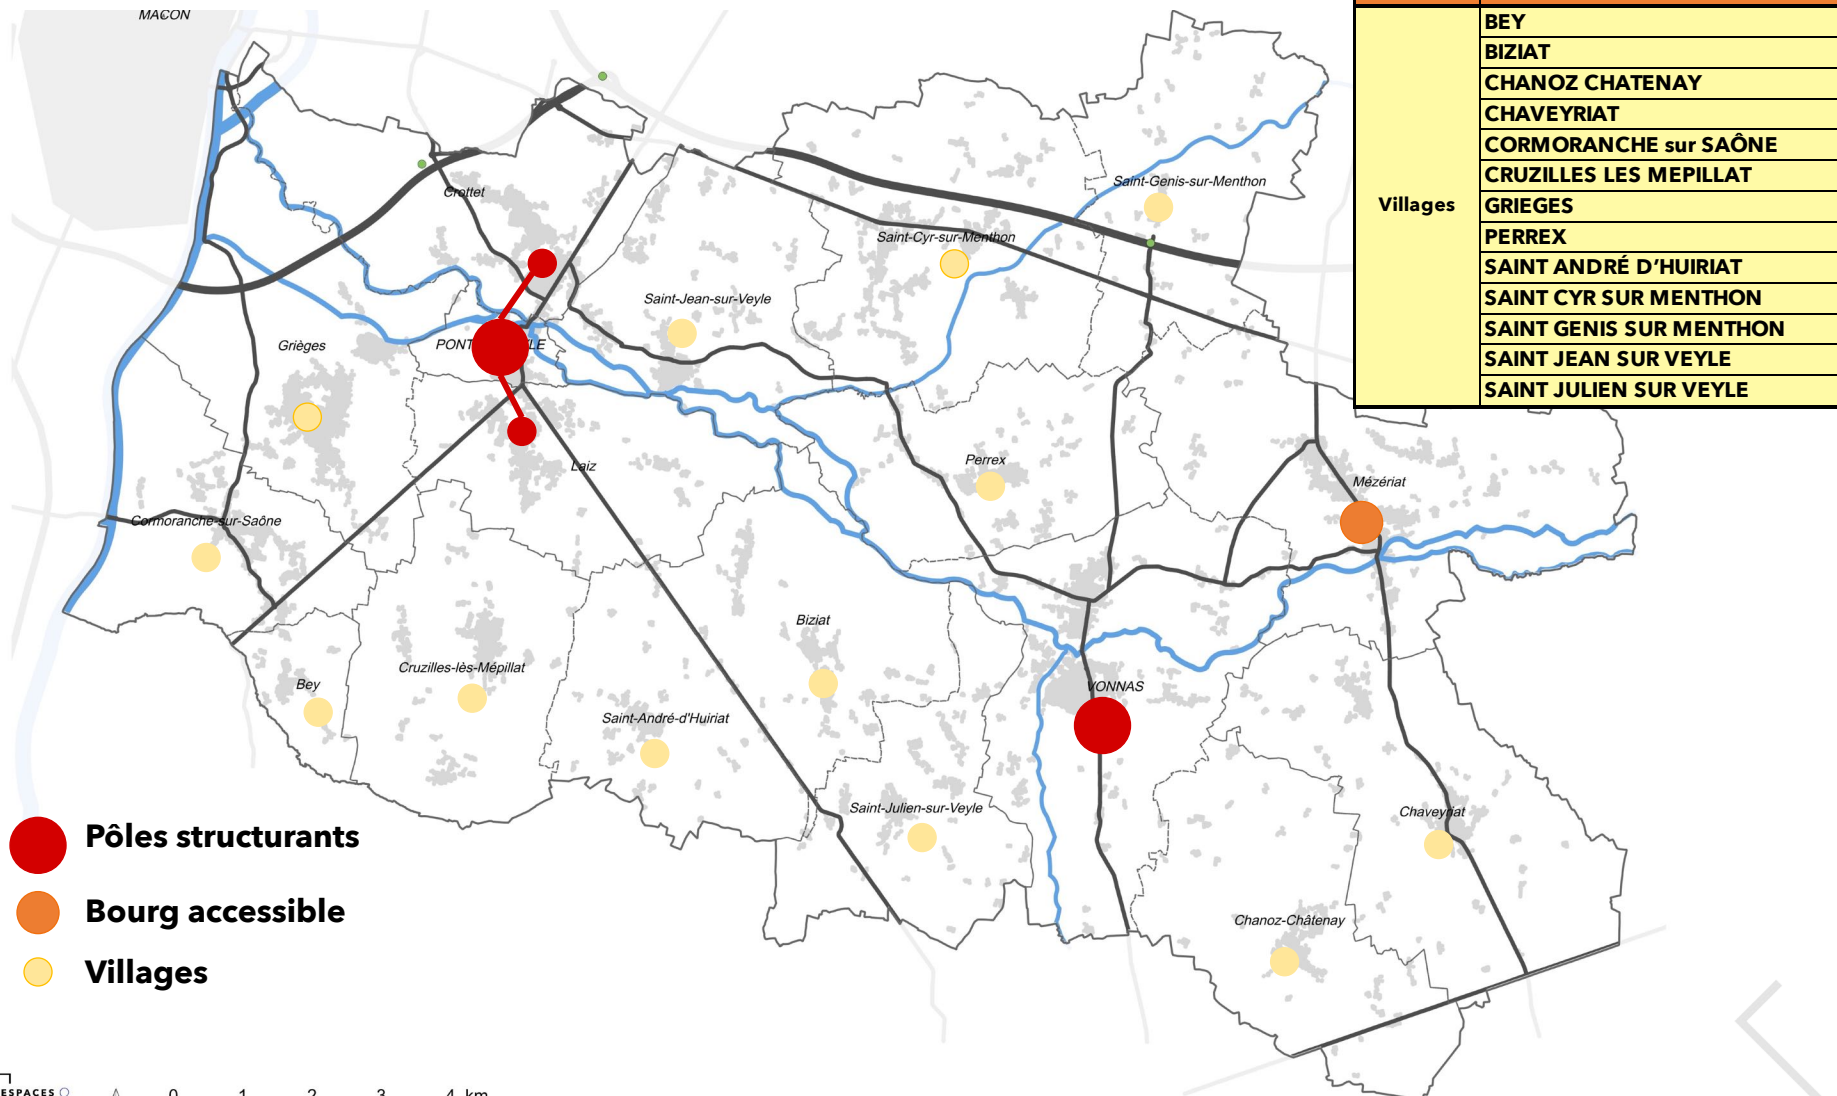 MACON
BEY
BIZIAT
CHANOZ CHATENAY
CHAVEYRIAT
CORMORANCHE sur SAÔNE
CRUZILLES LES MEPILLAT
Villages
GRIEGES
PERREX
SAINT ANDRÉ D’HUIRIAT
SAINT CYR SUR MENTHON
SAINT GENIS SUR MENTHON
SAINT JEAN SUR VEYLE
SAINT JULIEN SUR VEYLE
Saint-Genis-sur-Menthon
Crottet
Saint-Cyr-sur-Menthon
Saint-Jean-sur-Veyle
Grièges
PONT LE
Perrex
Laiz
Mézériat
Cormoranche-sur-Saône
Biziat
Cruzilles-lès-Mépillat
Bey
VONNAS
Saint-André-d'Huiriat
Saint-Julien-sur-Veyle
Chaveyriat
Chanoz-Châtenay
Pôles structurants
Bourg accessible
Villages
ESPACES
0 1 2 3 4 km